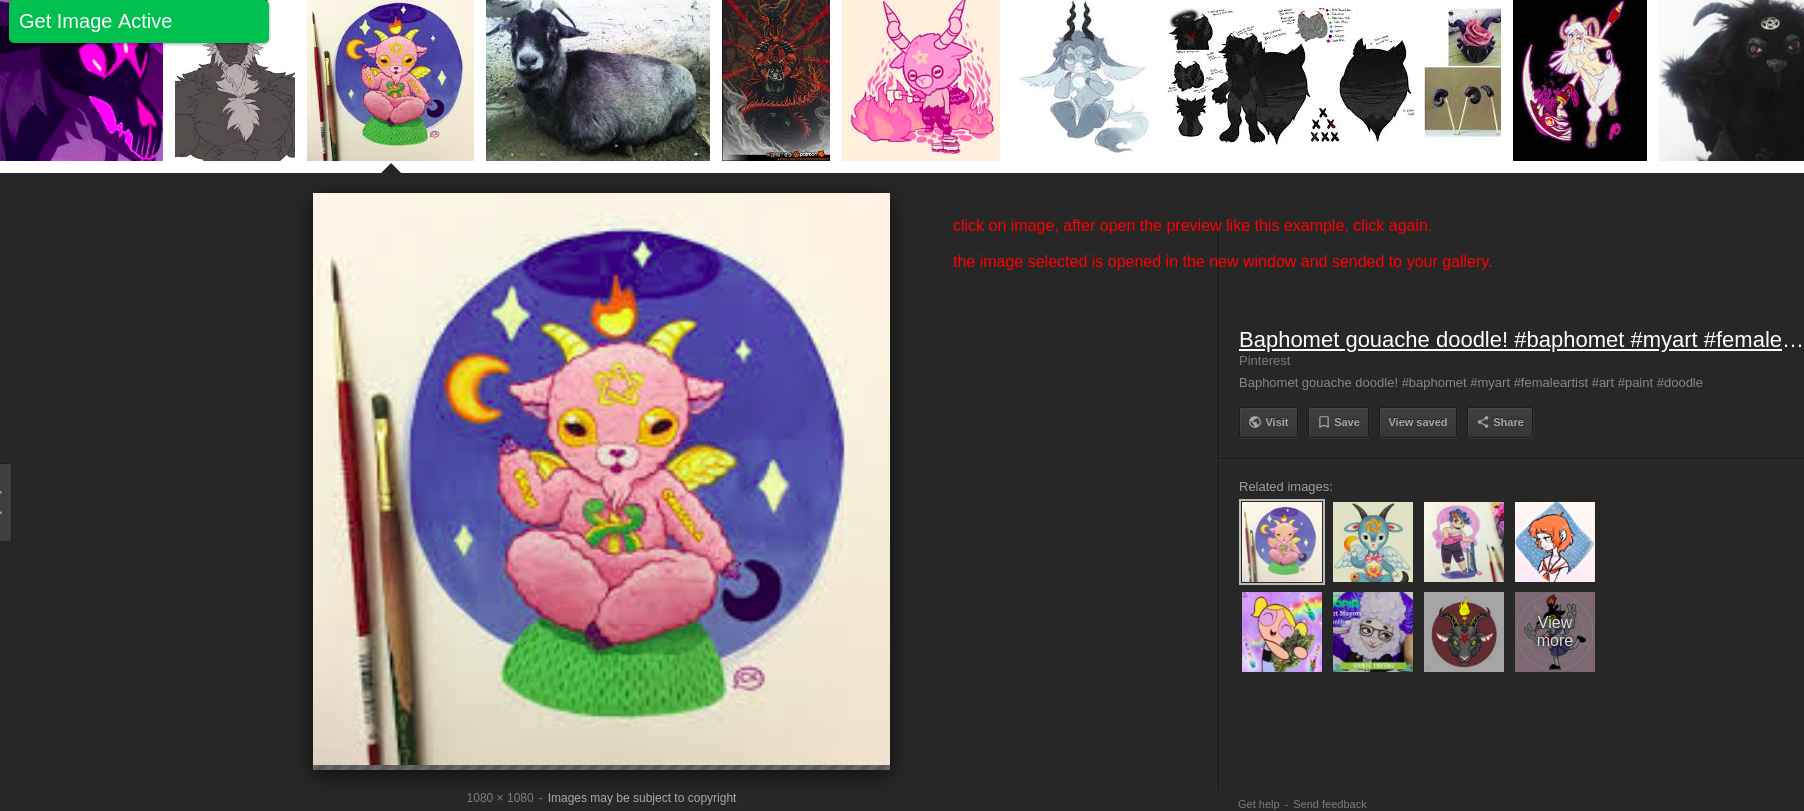 Get Image Active
click on image, after open the preview like this example, click again.
the image selected is opened in the new window and sended to your gallery.
Baphomet gouache doodle! #baphomet #myart #female…
Pinterest
Baphomet gouache doodle! #baphomet #myart #femaleartist #art #paint #doodle
Visit
Save
View saved
Share
Related images:
View
more
1080 × 1080 - Images may be subject to copyright
Get help - Send feedback